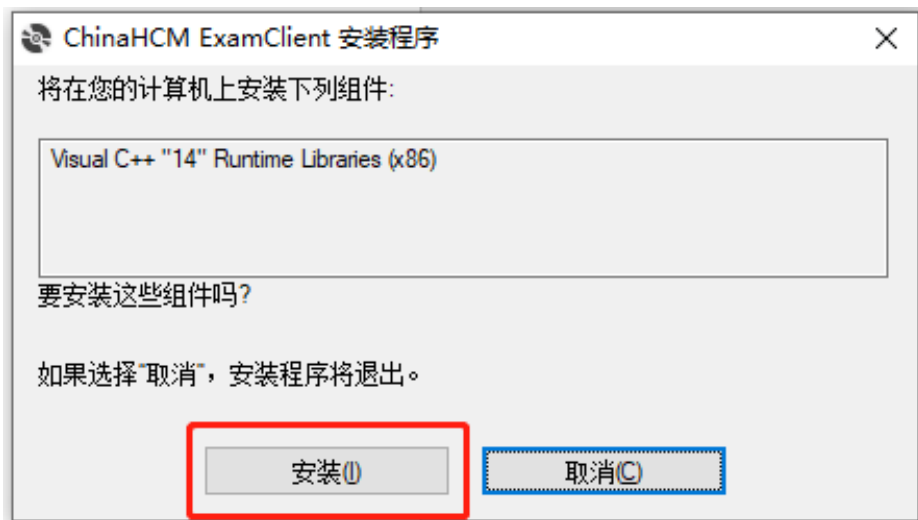 ChinaHCM ExamClient 安装程序
将在您的计算机上安装下列组件:
Visual C++ "14" Runtime Libraries (x86)
要安装这些组件吗?
如果选择"取消"，安装程序将退出。
安装(I) 取消(C)